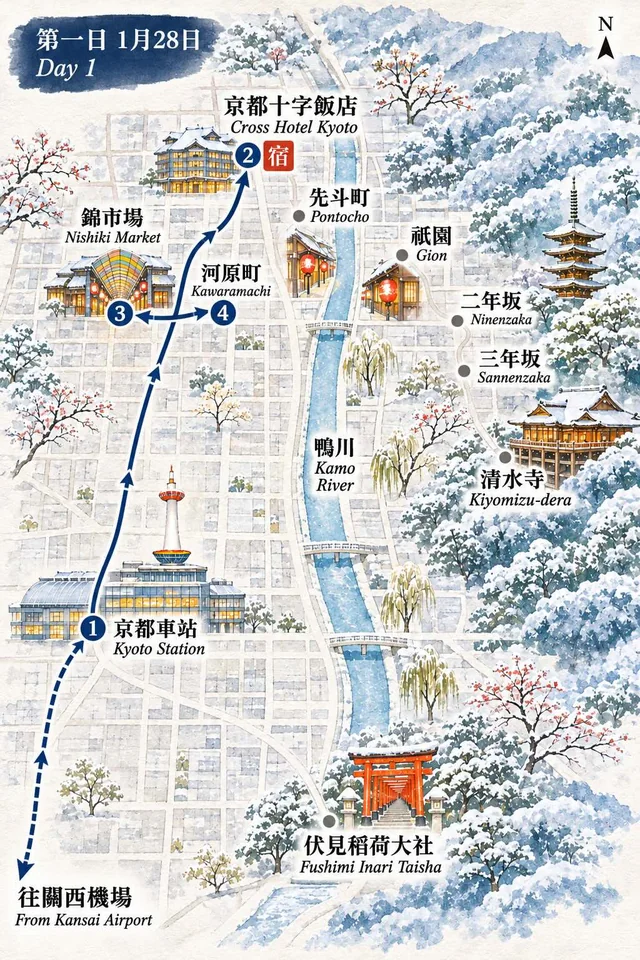 第一日 1月28日
Day 1
N
京都十字飯店
Cross Hotel Kyoto
2
宿
先斗町
Pontocho
錦市場
Nishiki Market
祇園
Gion
河原町
Kawaramachi
3
4
二年坂
Ninenzaka
三年坂
Sannenzaka
鴨川
Kamo
River
清水寺
Kiyomizu-dera
1
京都車站
Kyoto Station
伏見稻荷大社
Fushimi Inari Taisha
往關西機場
From Kansai Airport